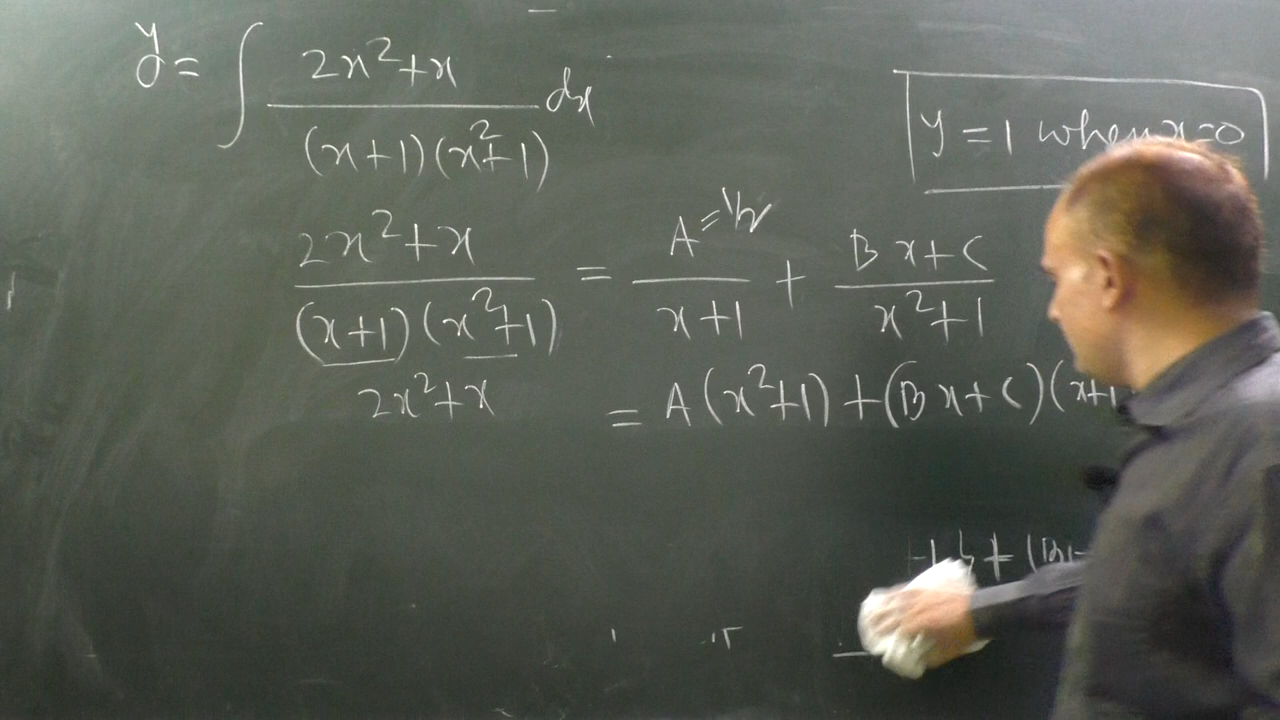 y = ∫ (2x²+x)/((x+1)(x²+1)) dx
y = 1 when x=0
(2x²+x)/((x+1)(x²+1)) = A/(x+1) + (Bx+C)/(x²+1)
A = 1/2
2x²+x = A(x²+1) + (Bx+C)(x+1